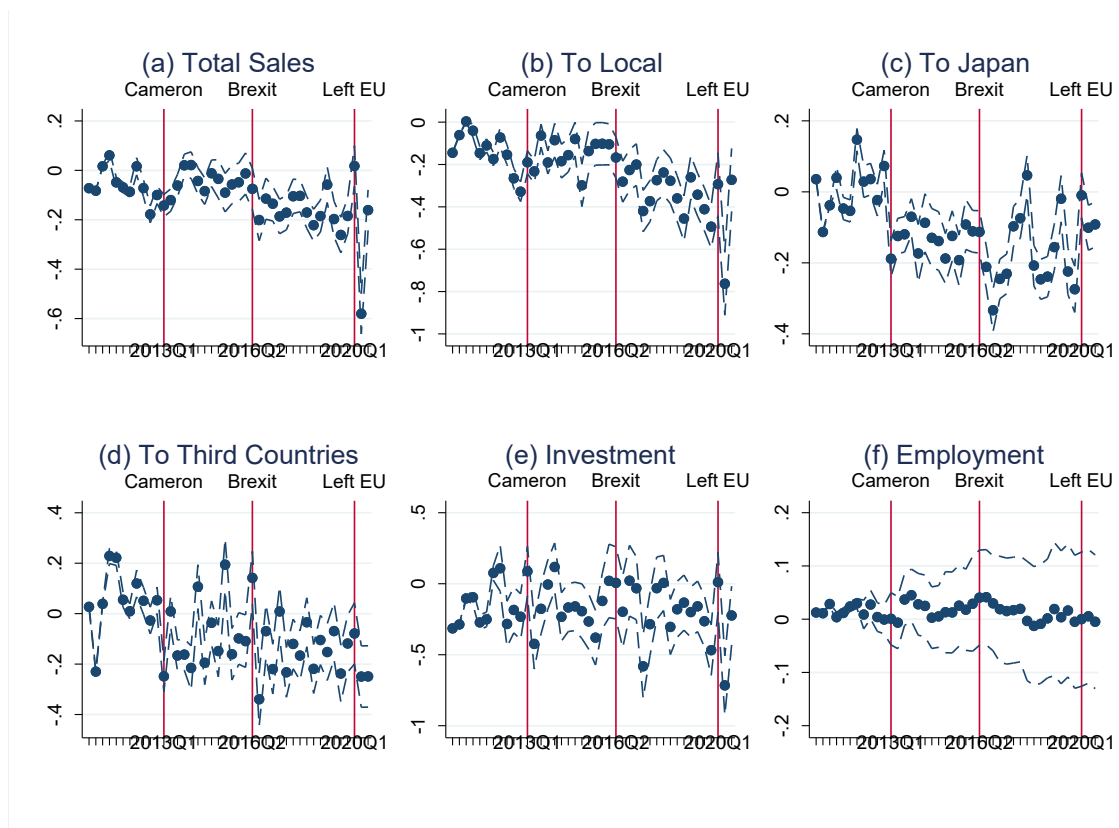 (a) Total Sales
Cameron Brexit Left EU
.2
0
-.2
-.4
-.6
2013Q1 2016Q2 2020Q1
(b) To Local
Cameron Brexit Left EU
0
-.2
-.4
-.6
-.8
-1
2013Q1 2016Q2 2020Q1
(c) To Japan
Cameron Brexit Left EU
.2
0
-.2
-.4
2013Q1 2016Q2 2020Q1
(d) To Third Countries
Cameron Brexit Left EU
.4
.2
0
-.2
-.4
2013Q1 2016Q2 2020Q1
(e) Investment
Cameron Brexit Left EU
.5
0
-.5
-1
2013Q1 2016Q2 2020Q1
(f) Employment
Cameron Brexit Left EU
.2
.1
0
-.1
-.2
2013Q1 2016Q2 2020Q1